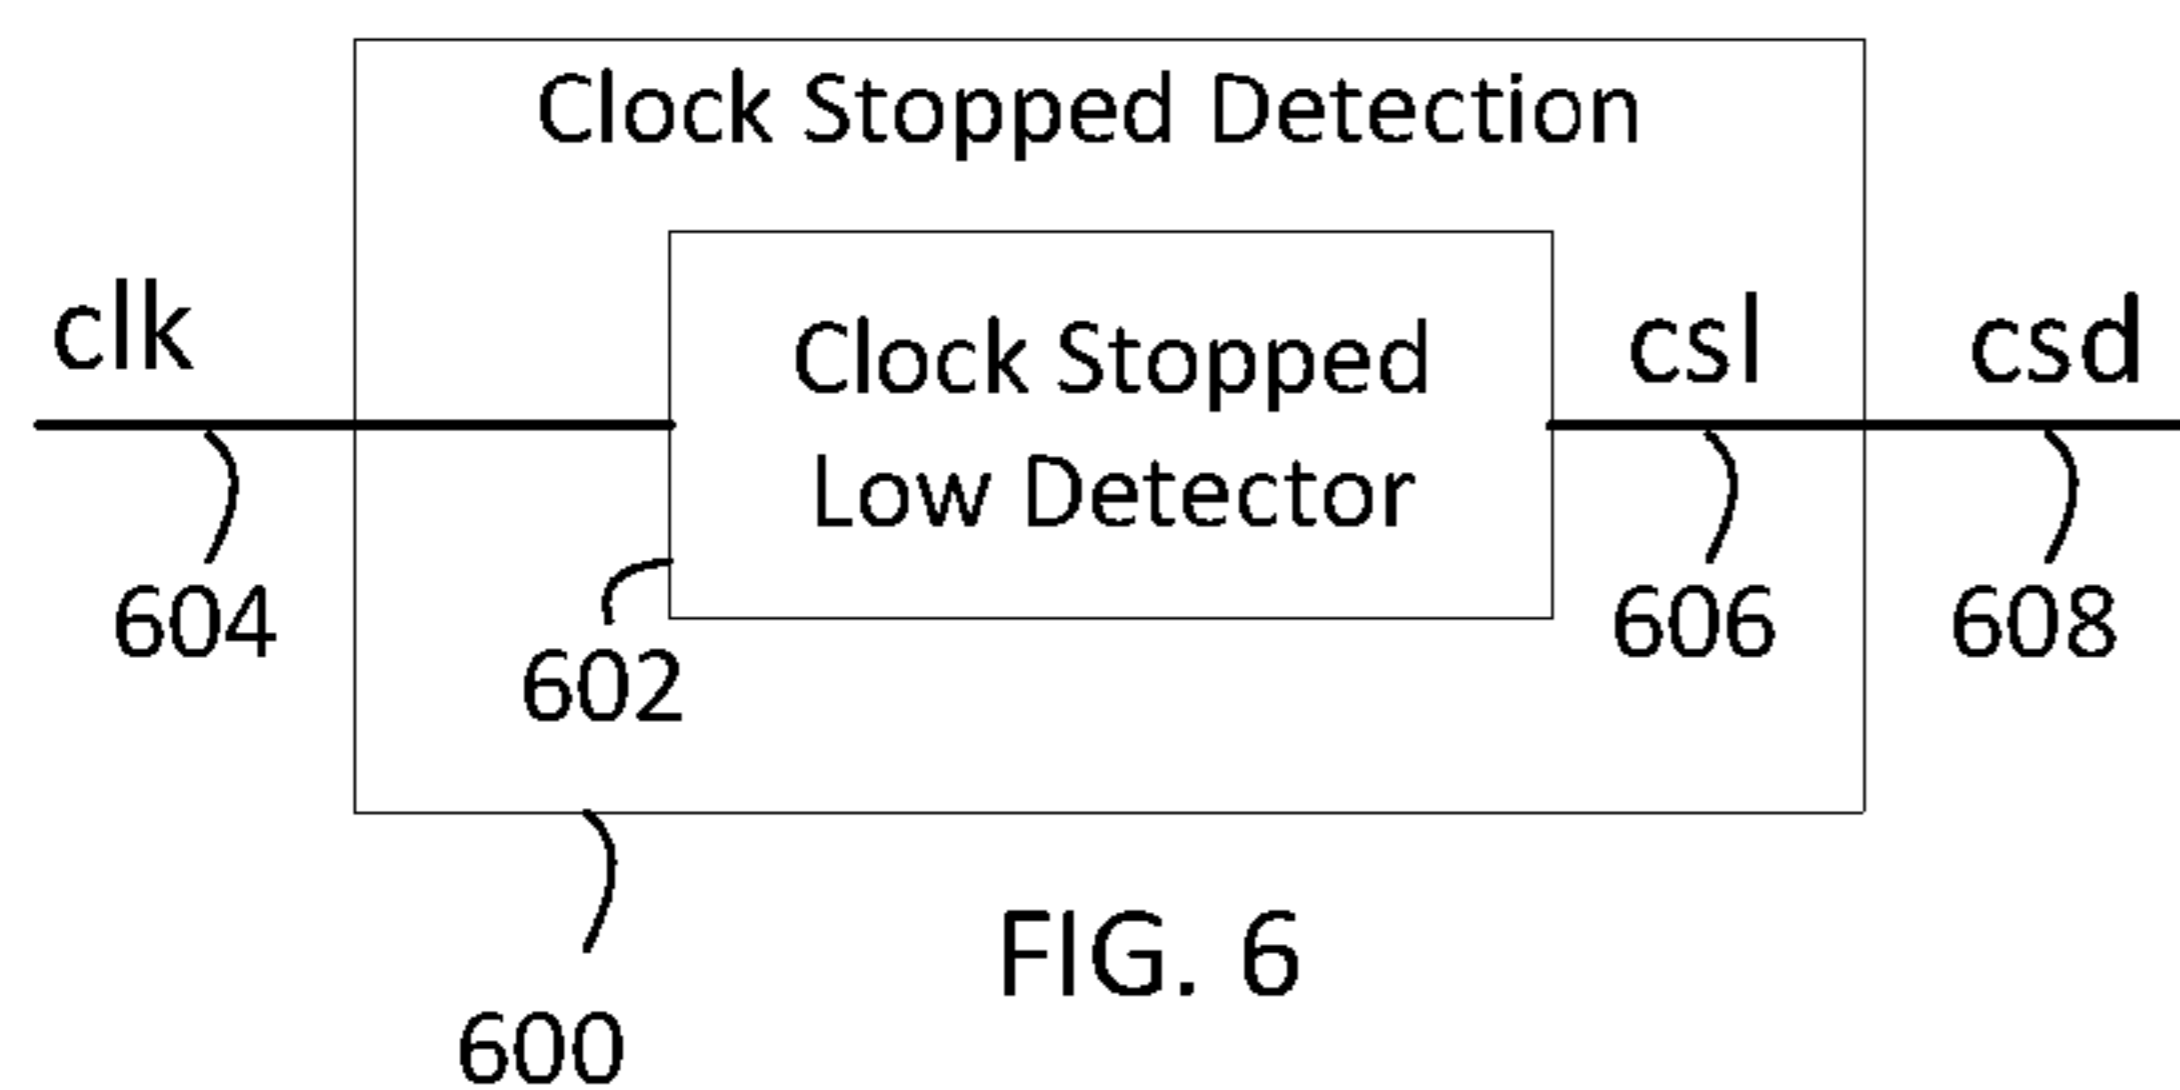 Clock Stopped Detection
clk
Clock Stopped
Low Detector
csl
csd
604
602
606
608
600
FIG. 6